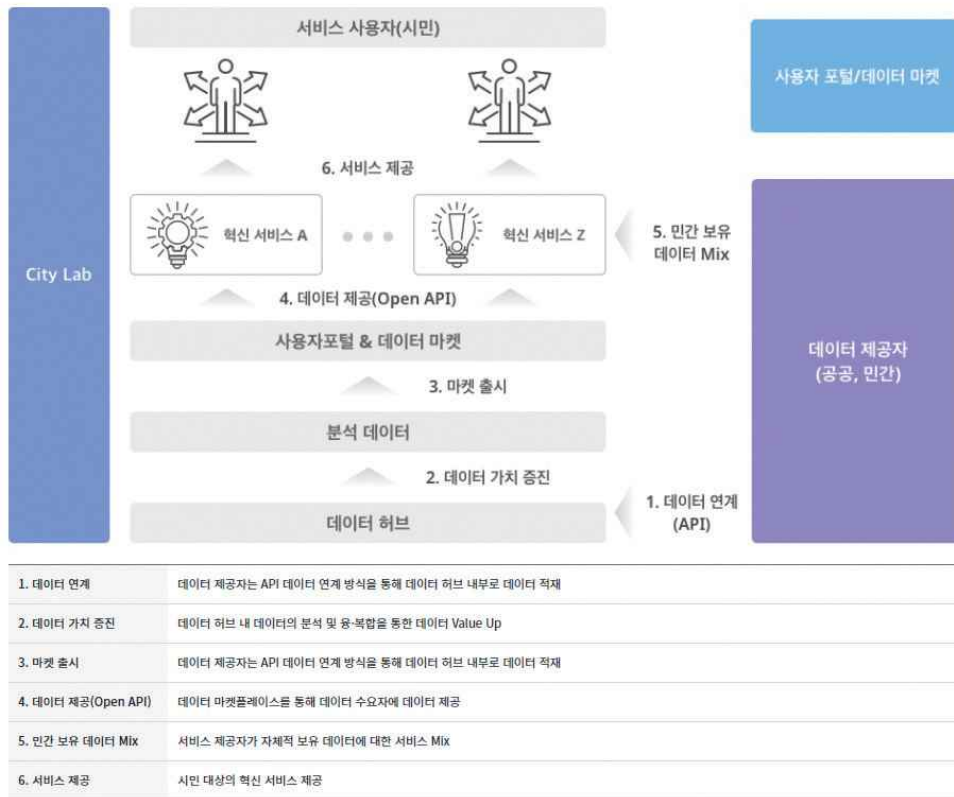 서비스 사용자(시민)
사용자 포털/데이터 마켓
6. 서비스 제공
혁신 서비스 A
혁신 서비스 Z
5. 민간 보유
데이터 Mix
City Lab
4. 데이터 제공(Open API)
사용자포털 & 데이터 마켓
데이터 제공자
(공공, 민간)
3. 마켓 출시
분석 데이터
2. 데이터 가치 증진
1. 데이터 연계
(API)
데이터 허브
1. 데이터 연계 데이터 제공자는 API 데이터 연계 방식을 통해 데이터 허브 내부로 데이터 적재
2. 데이터 가치 증진 데이터 허브 내 데이터의 분석 및 융·복합을 통한 데이터 Value Up
3. 마켓 출시 데이터 제공자는 API 데이터 연계 방식을 통해 데이터 허브 내부로 데이터 적재
4. 데이터 제공(Open API) 데이터 마켓플레이스를 통해 데이터 수요자에 데이터 제공
5. 민간 보유 데이터 Mix 서비스 제공자가 자체적 보유 데이터에 대한 서비스 Mix
6. 서비스 제공 시민 대상의 혁신 서비스 제공